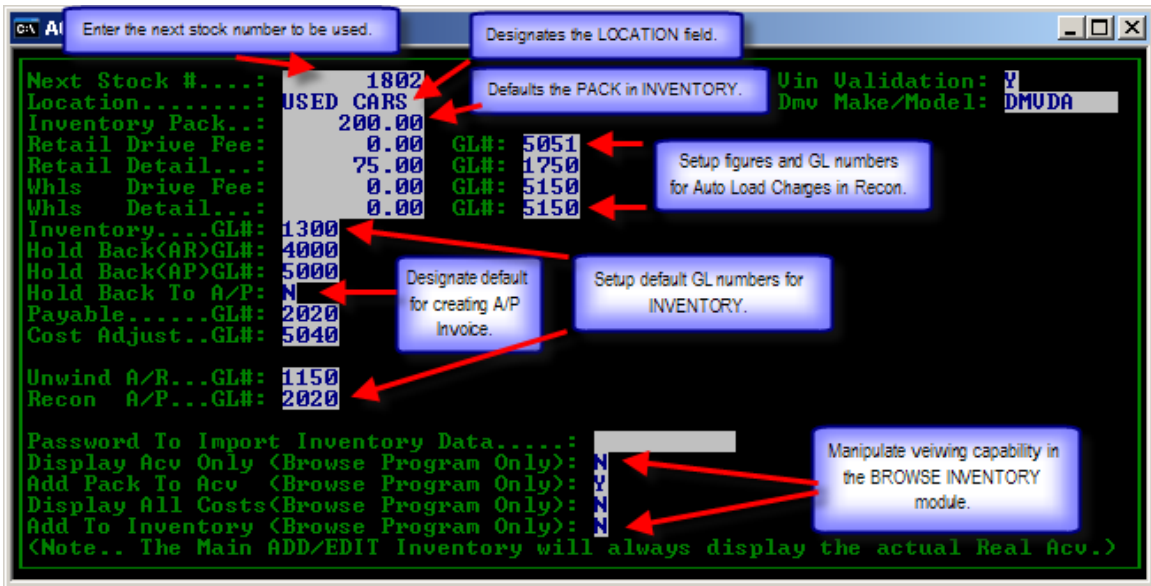 Enter the next stock number to be used.
Designates the LOCATION field.
Next Stock #....: 1802 Vin Validation: Y
Defaults the PACK in INVENTORY.
Location........: USED CARS Dmv Make/Model: DMVDA
Inventory Pack..: 200.00
Retail Drive Fee: 0.00 GL#: 5051
Retail Detail...: 75.00 GL#: 1750
Whls Drive Fee: 0.00 GL#: 5150
Whls Detail...: 0.00 GL#: 5150
Setup figures and GL numbers
for Auto Load Charges in Recon.
Inventory....GL#: 1300
Hold Back(AR)GL#: 4000
Hold Back(AP)GL#: 5000
Hold Back To A/P: N
Payable......GL#: 2020
Cost Adjust..GL#: 5040
Designate default
for creating A/P
Invoice.
Setup default GL numbers for
INVENTORY.
Unwind A/R...GL#: 1150
Recon A/P...GL#: 2020
Password To Import Inventory Data.....:
Display Acv Only (Browse Program Only): N
Add Pack To Acv (Browse Program Only): Y
Display All Costs(Browse Program Only): N
Add To Inventory (Browse Program Only): N
Manipulate veiwing capability in
the BROWSE INVENTORY
module.
(Note.. The Main ADD/EDIT Inventory will always display the actual Real Acv.)